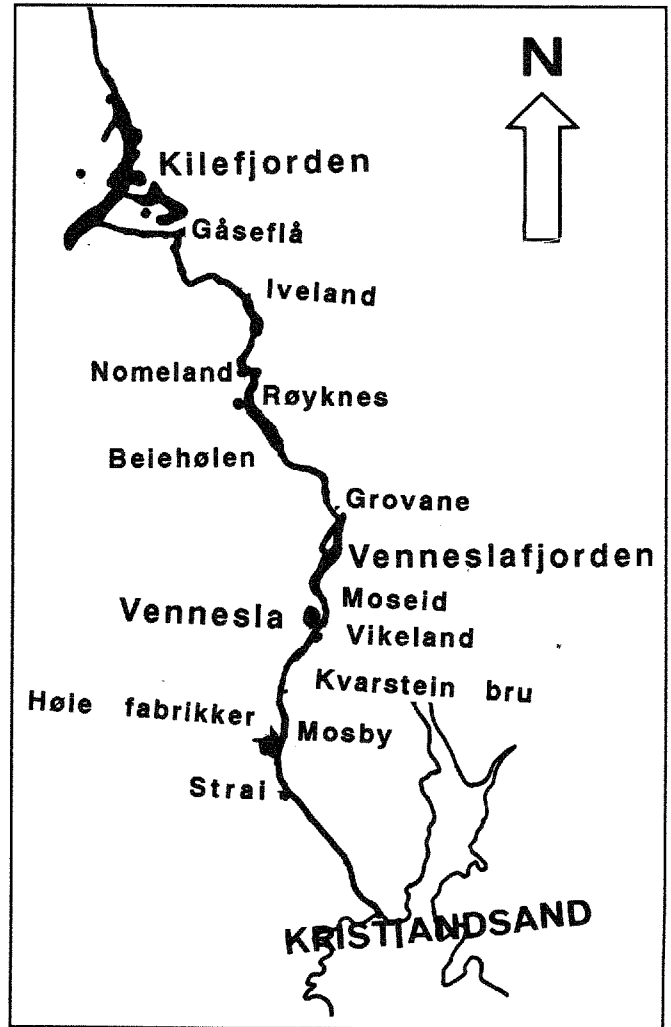 N
Kilefjorden
Gåseflå
Iveland
Nomeland
Røyknes
Beiehølen
Grovane
Venneslafjorden
Moseid
Vennesla
Vikeland
Kvarstein bru
Høie fabrikker
Mosby
Strai
KRISTIANDSAND